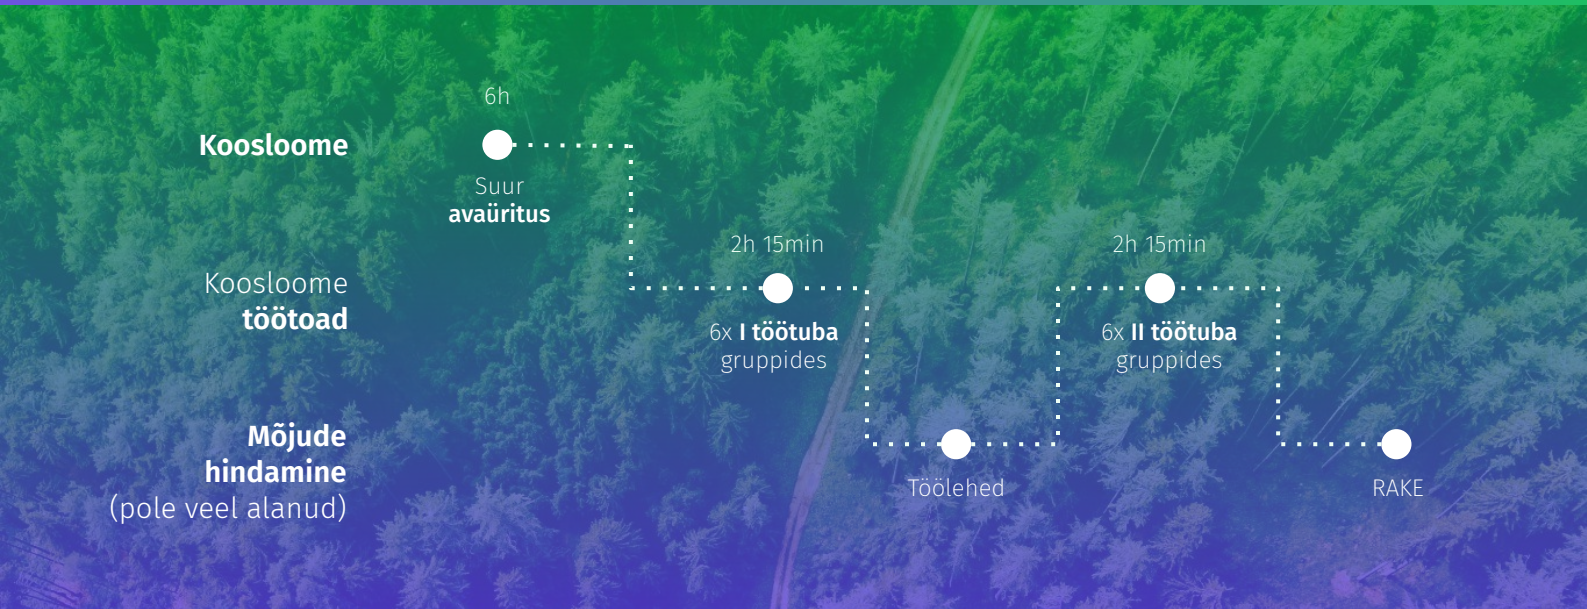 6h
Koosloome
Suur
avaüritus
2h 15min
2h 15min
Koosloome
töötoad
6x I töötuba
gruppides
6x II töötuba
gruppides
Mõjude
hindamine
(pole veel alanud)
Töölehed
RAKE